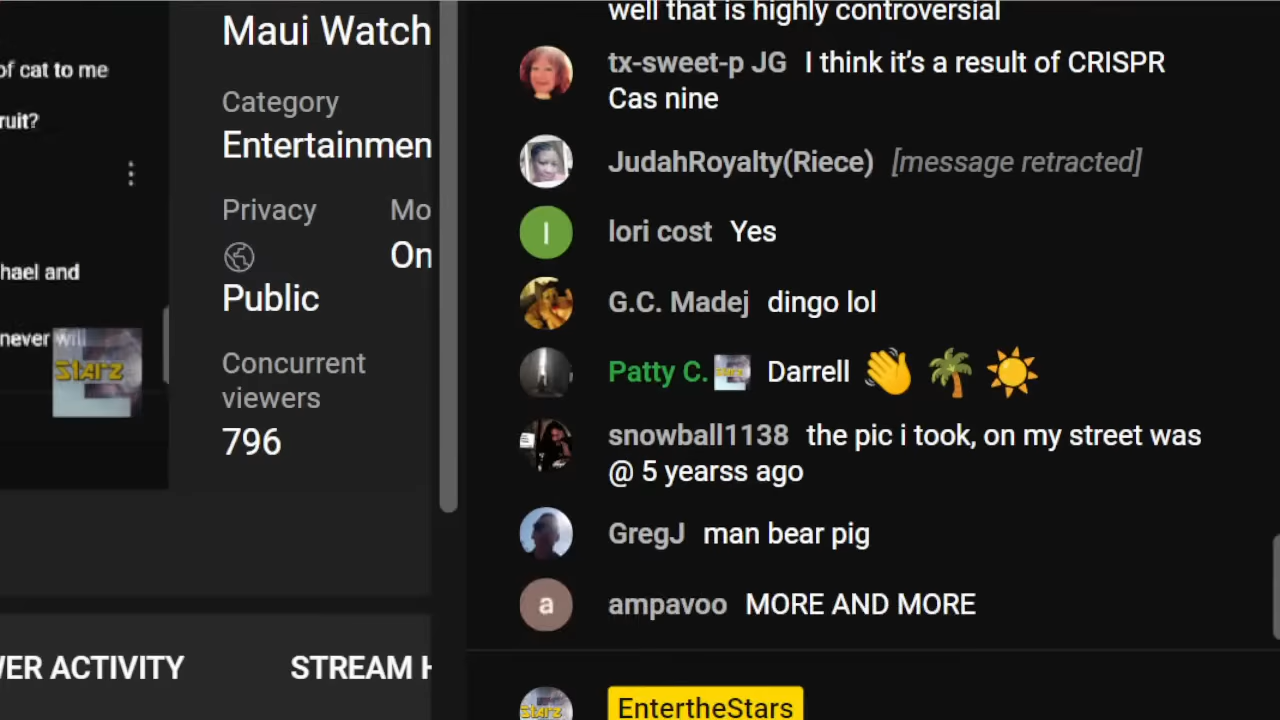 of cat to me
ruit?
hael and
never will
Starz
Maui Watch
Category
Entertainmen
Privacy
Mo
On
Public
Concurrent
viewers
796
VER ACTIVITY
STREAM H
well that is highly controversial
tx-sweet-p JG I think it’s a result of CRISPR
Cas nine
JudahRoyalty(Riece) [message retracted]
l
lori cost Yes
G.C. Madej dingo lol
Patty C. Darrell 👋 🌴 ☀️
snowball1138 the pic i took, on my street was
@ 5 yearss ago
GregJ man bear pig
a
ampavoo MORE AND MORE
Starz
EntertheStars